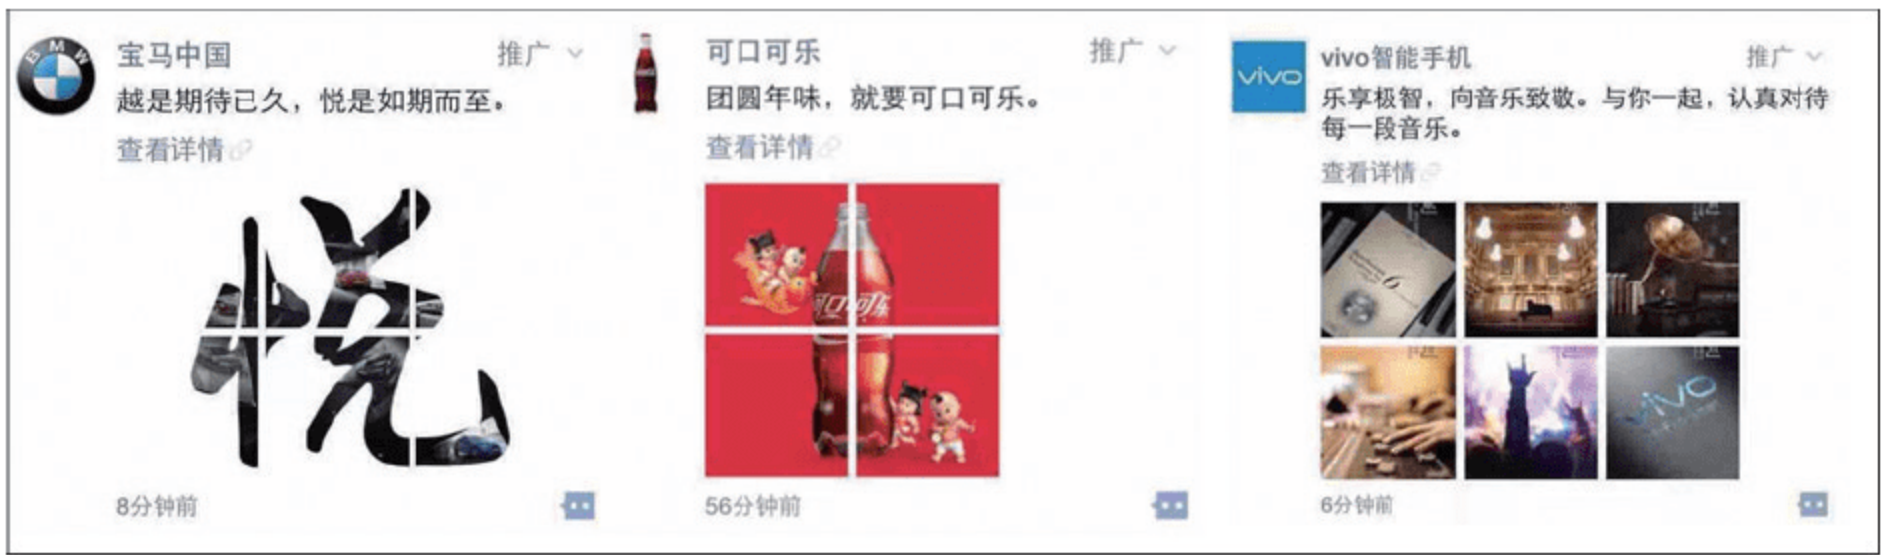 BMW
宝马中国
推广
越是期待已久，悦是如期而至。
查看详情
悦
8分钟前
可口可乐
推广
团圆年味，就要可口可乐。
查看详情
可口可乐
56分钟前
vivo
vivo智能手机
推广
乐享极智，向音乐致敬。与你一起，认真对待
每一段音乐。
查看详情
6
vivo
6分钟前